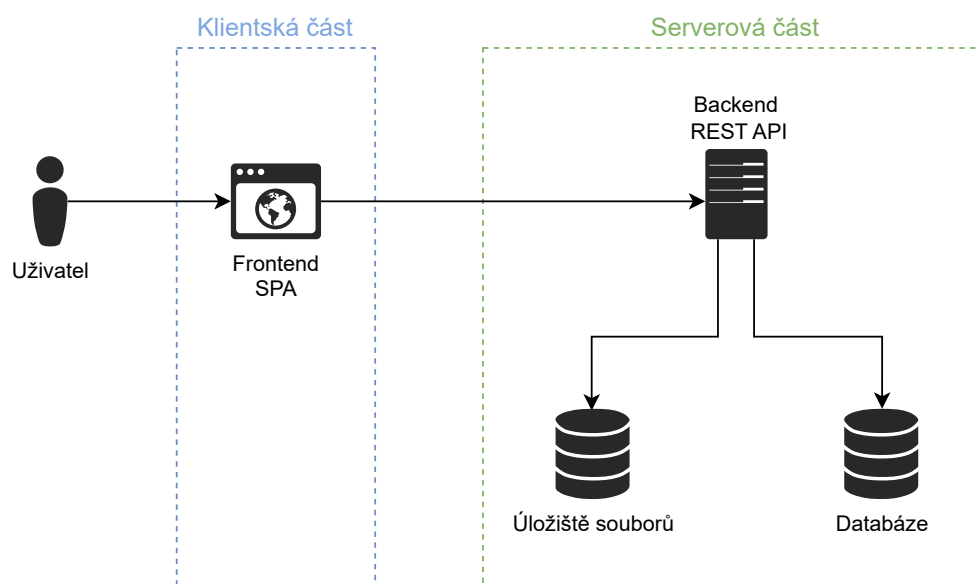 Klientská část
Serverová část
Backend
REST API
Uživatel
Frontend
SPA
Úložiště souborů
Databáze